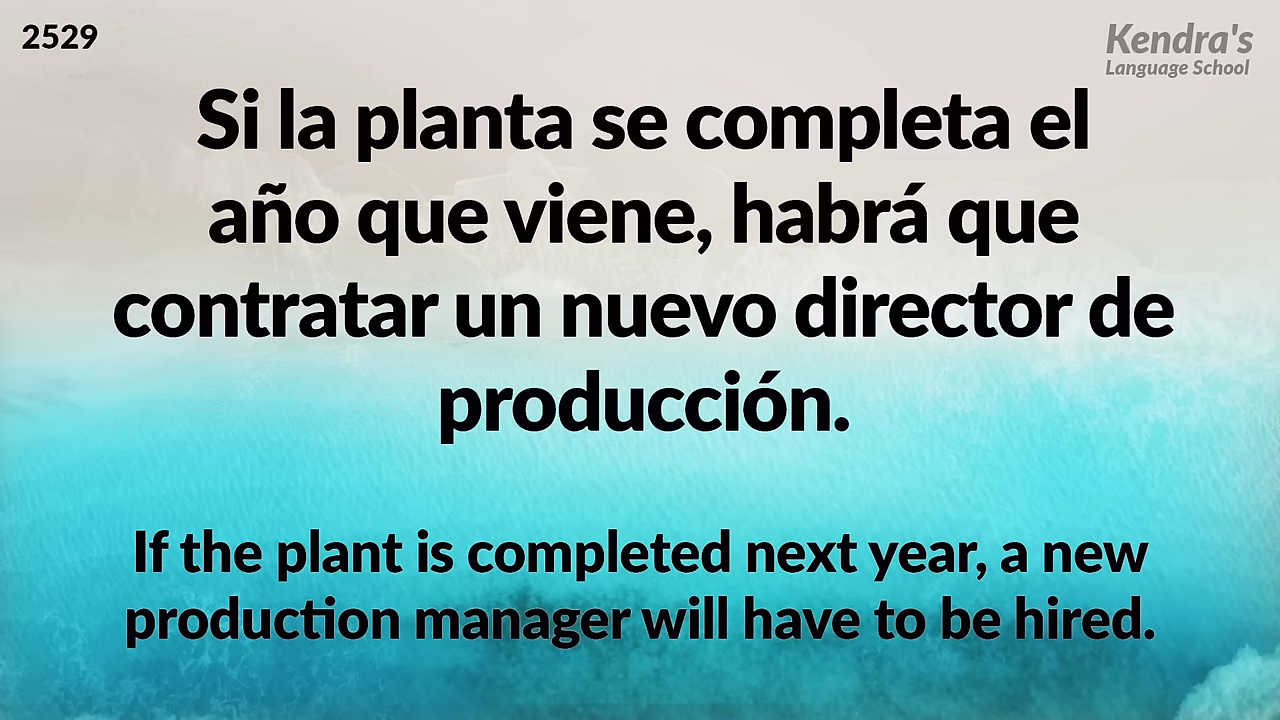 2529
Kendra's
Language School
Si la planta se completa el
año que viene, habrá que
contratar un nuevo director de
producción.
If the plant is completed next year, a new
production manager will have to be hired.